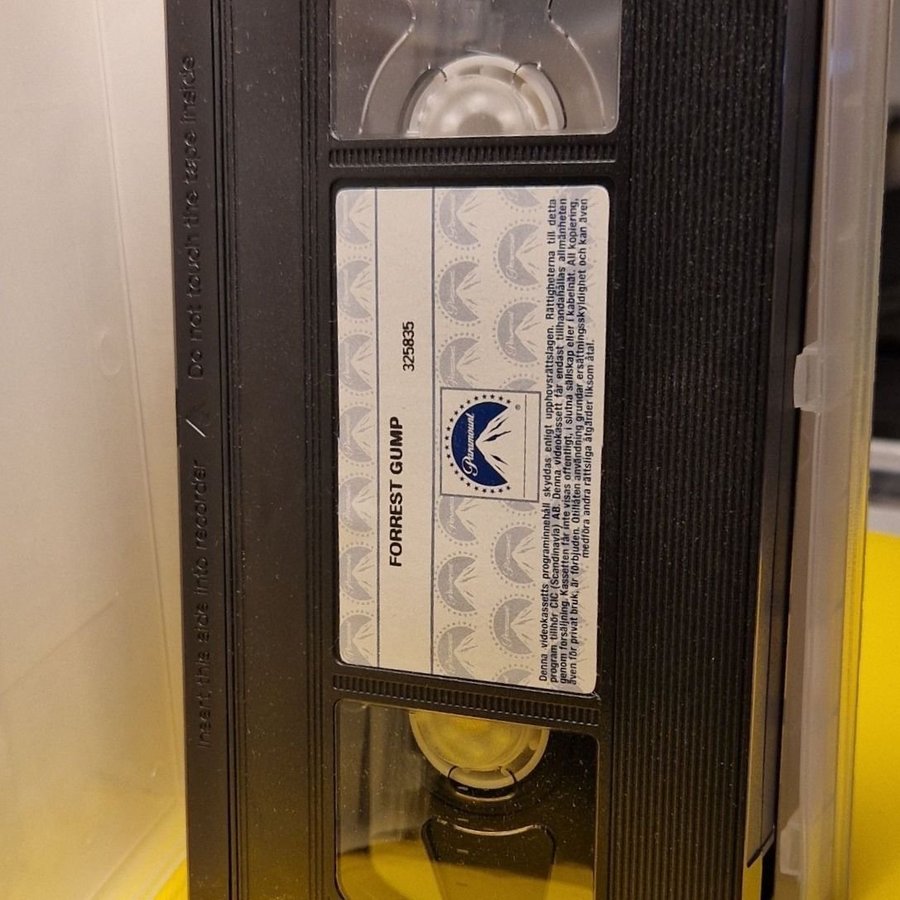 Insert this side into recorder / Do not touch the tape inside
FORREST GUMP
325835
Paramount
®
Denna videokassetts programinnehåll skyddas enligt upphovsrättslagen. Rättigheterna till detta
program tillhör CIC (Scandinavia) AB. Denna videokassett får endast tillhandahållas allmänheten
genom försäljning. Kassetten får inte visas offentligt, i slutna sällskap eller i kabelnät. All kopiering,
även för privat bruk, är förbjuden. Otillåten användning grundar ersättningsskyldighet och kan även
medföra andra rättsliga åtgärder liksom åtal.